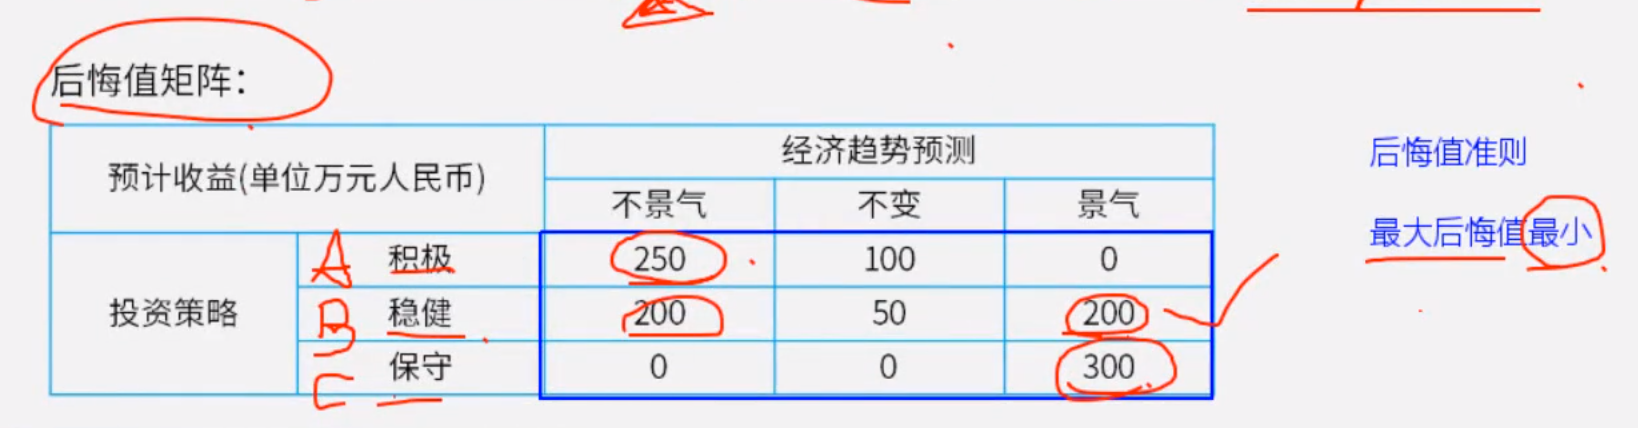 后悔值矩阵：
预计收益(单位万元人民币) 经济趋势预测
不景气 不变 景气
投资策略
A 积极 250 100 0
B 稳健 200 50 200
C 保守 0 0 300
后悔值准则
最大后悔值最小